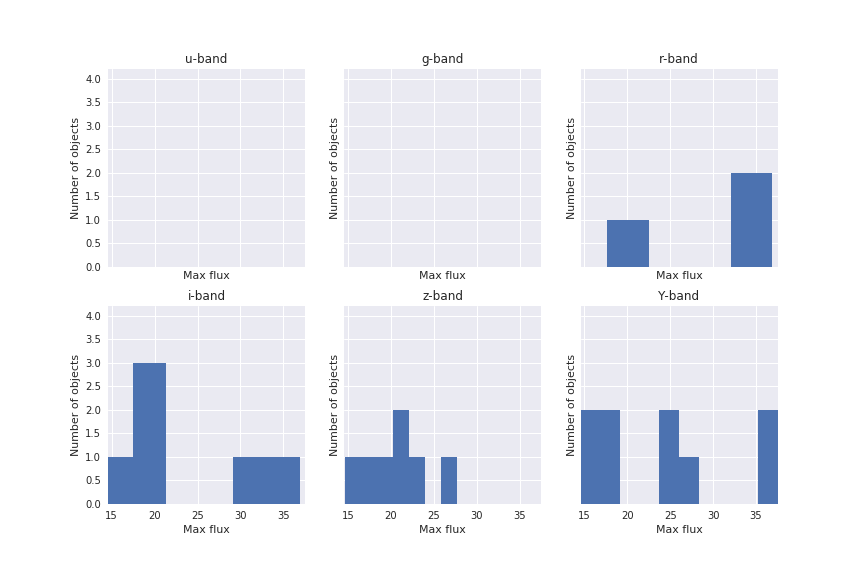 u-band
g-band
r-band
4.0
3.5
3.0
2.5
2.0
1.5
1.0
0.5
0.0
Number of objects
Number of objects
Number of objects
Max flux
Max flux
Max flux
i-band
z-band
Y-band
4.0
3.5
3.0
2.5
2.0
1.5
1.0
0.5
0.0
Number of objects
Number of objects
Number of objects
15 20 25 30 35
15 20 25 30 35
15 20 25 30 35
Max flux
Max flux
Max flux